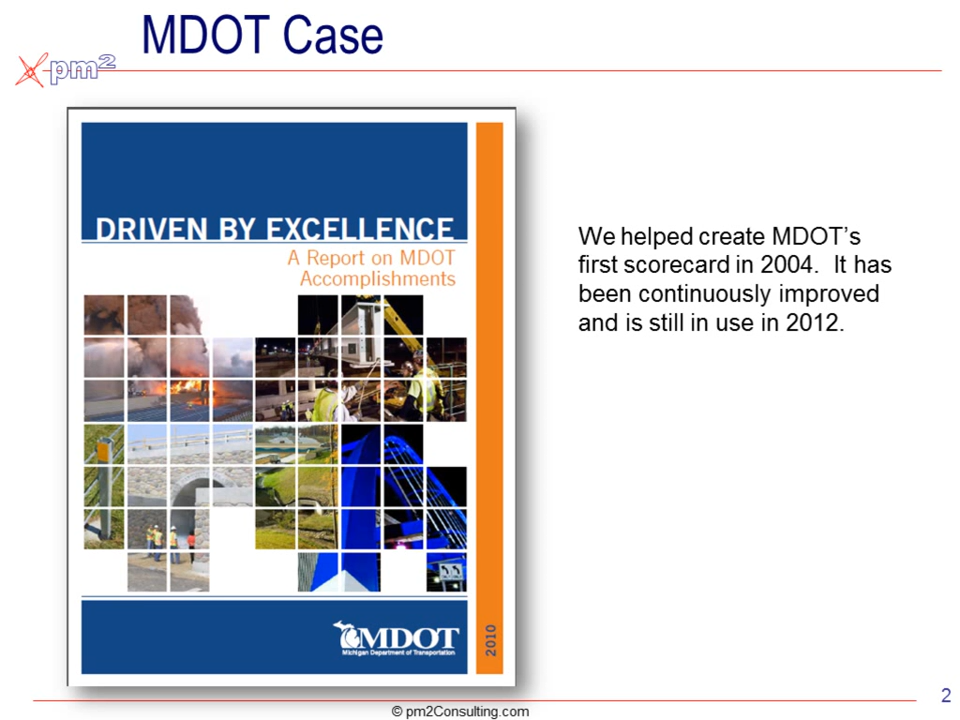 MDOT Case
pm2
DRIVEN BY EXCELLENCE
A Report on MDOT
Accomplishments
We helped create MDOT’s
first scorecard in 2004. It has
been continuously improved
and is still in use in 2012.
MDOT
Michigan Department of Transportation
2010
© pm2Consulting.com
2